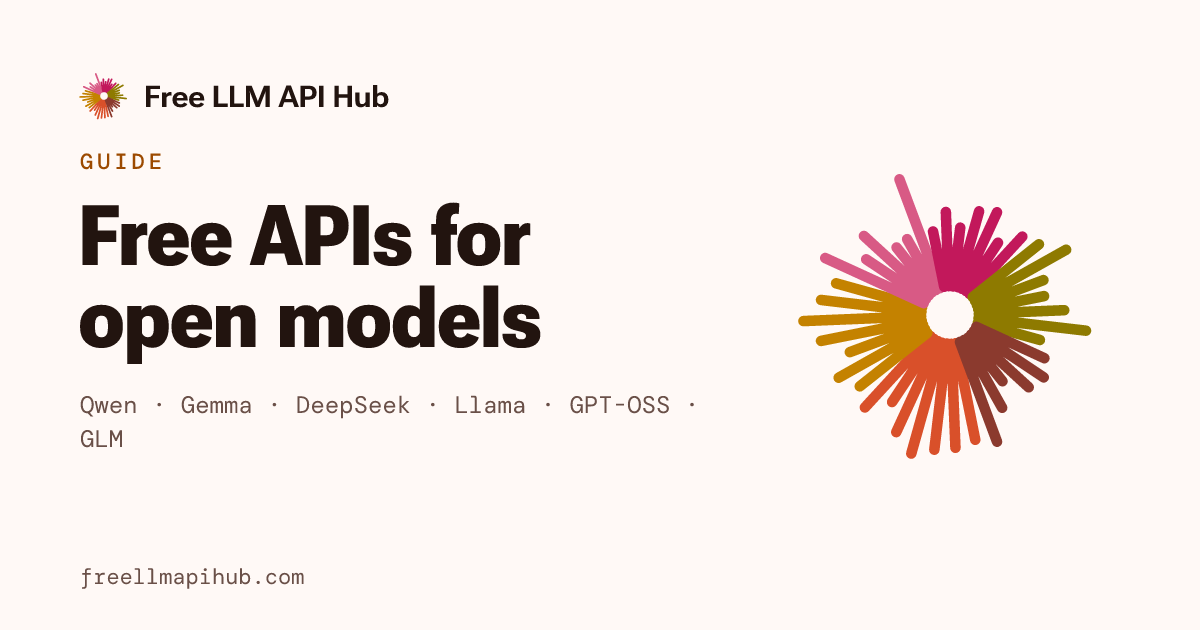 Free LLM API Hub
GUIDE
Free APIs for
open models
Qwen · Gemma · DeepSeek · Llama · GPT-OSS ·
GLM
freellmapihub.com